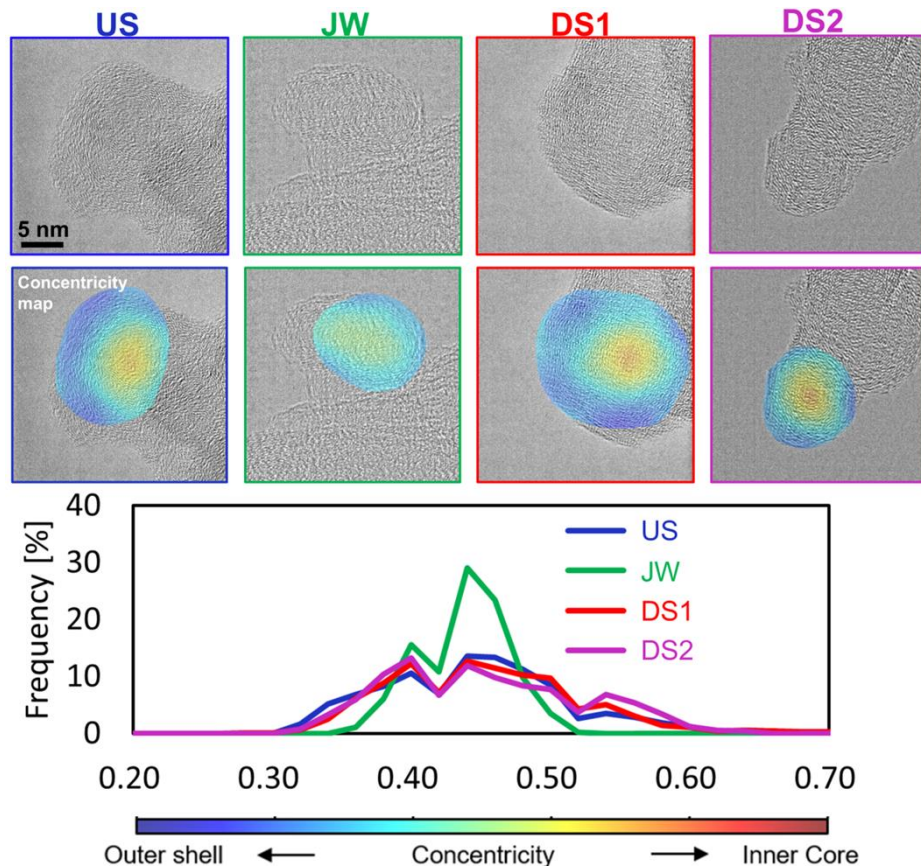 US JW DS1 DS2
5 nm
Concentricity
map
40
30
20
10
0
Frequency [%]
US
JW
DS1
DS2
0.20 0.30 0.40 0.50 0.60 0.70
Outer shell ← Concentricity → Inner Core